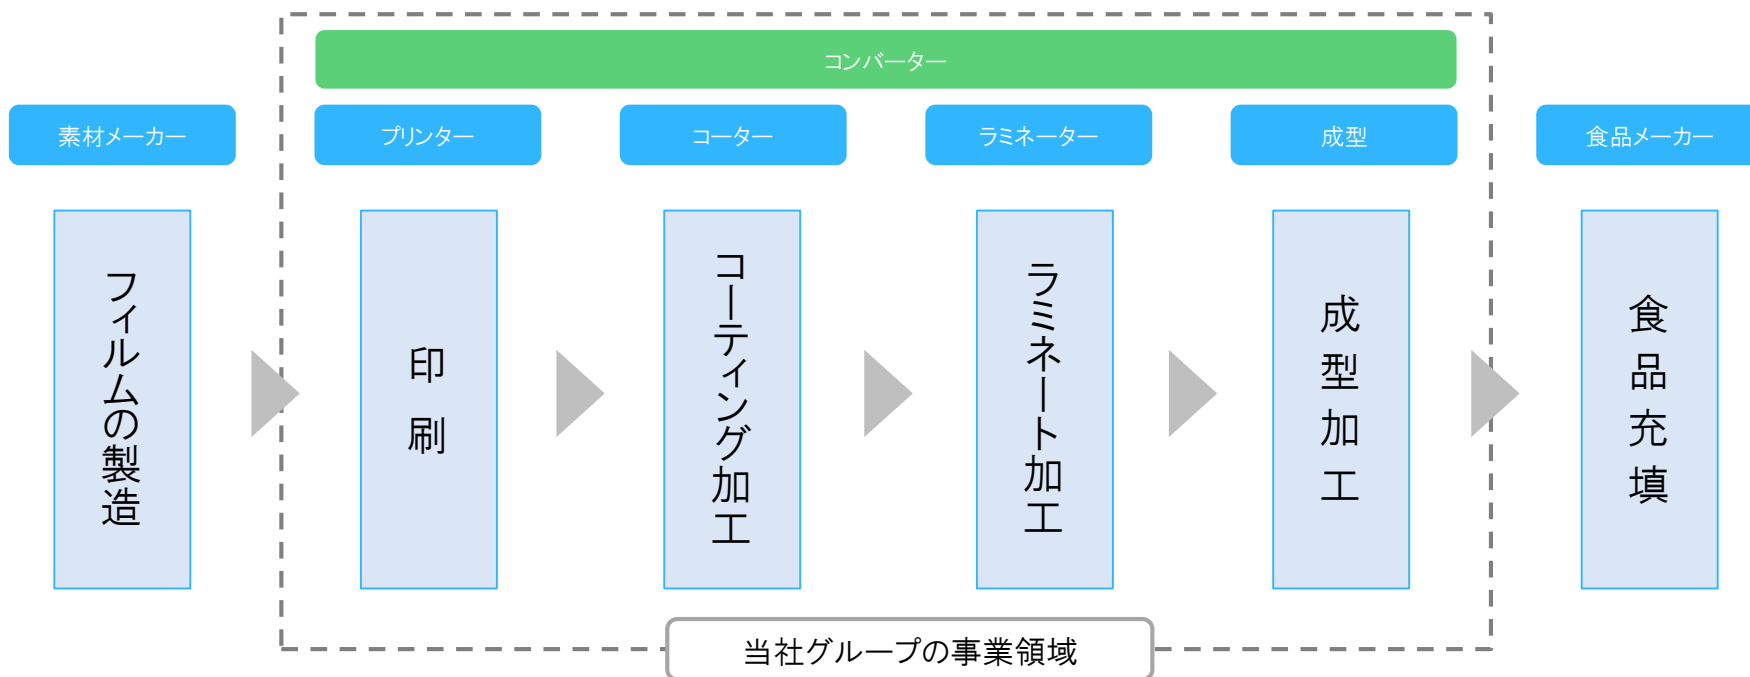 コンバーター
素材メーカー
プリンター
コーター
ラミネーター
成型
食品メーカー
フィルムの製造
印刷
コーティング加工
ラミネート加工
成型加工
食品充填
当社グループの事業領域